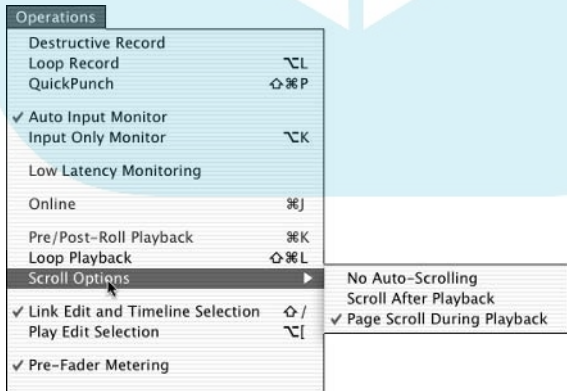 Operations
Destructive Record
Loop Record ⌥L
QuickPunch ⇧⌘P
✓ Auto Input Monitor
Input Only Monitor ⌥K
Low Latency Monitoring
Online ⌘J
Pre/Post-Roll Playback ⌘K
Loop Playback ⇧⌘L
Scroll Options ▶
No Auto-Scrolling
Scroll After Playback
✓ Page Scroll During Playback
✓ Link Edit and Timeline Selection ⇧/
Play Edit Selection ⌥[
✓ Pre-Fader Metering